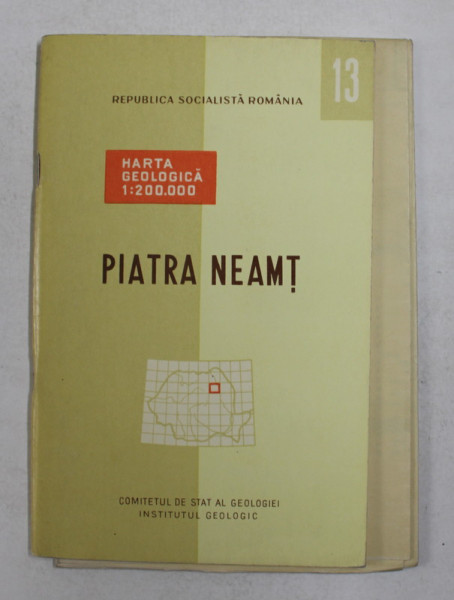 13
REPUBLICA SOCIALISTĂ ROMÂNIA
HARTA
GEOLOGICĂ
1:200.000
PIATRA NEAMȚ
COMITETUL DE STAT AL GEOLOGIEI
INSTITUTUL GEOLOGIC